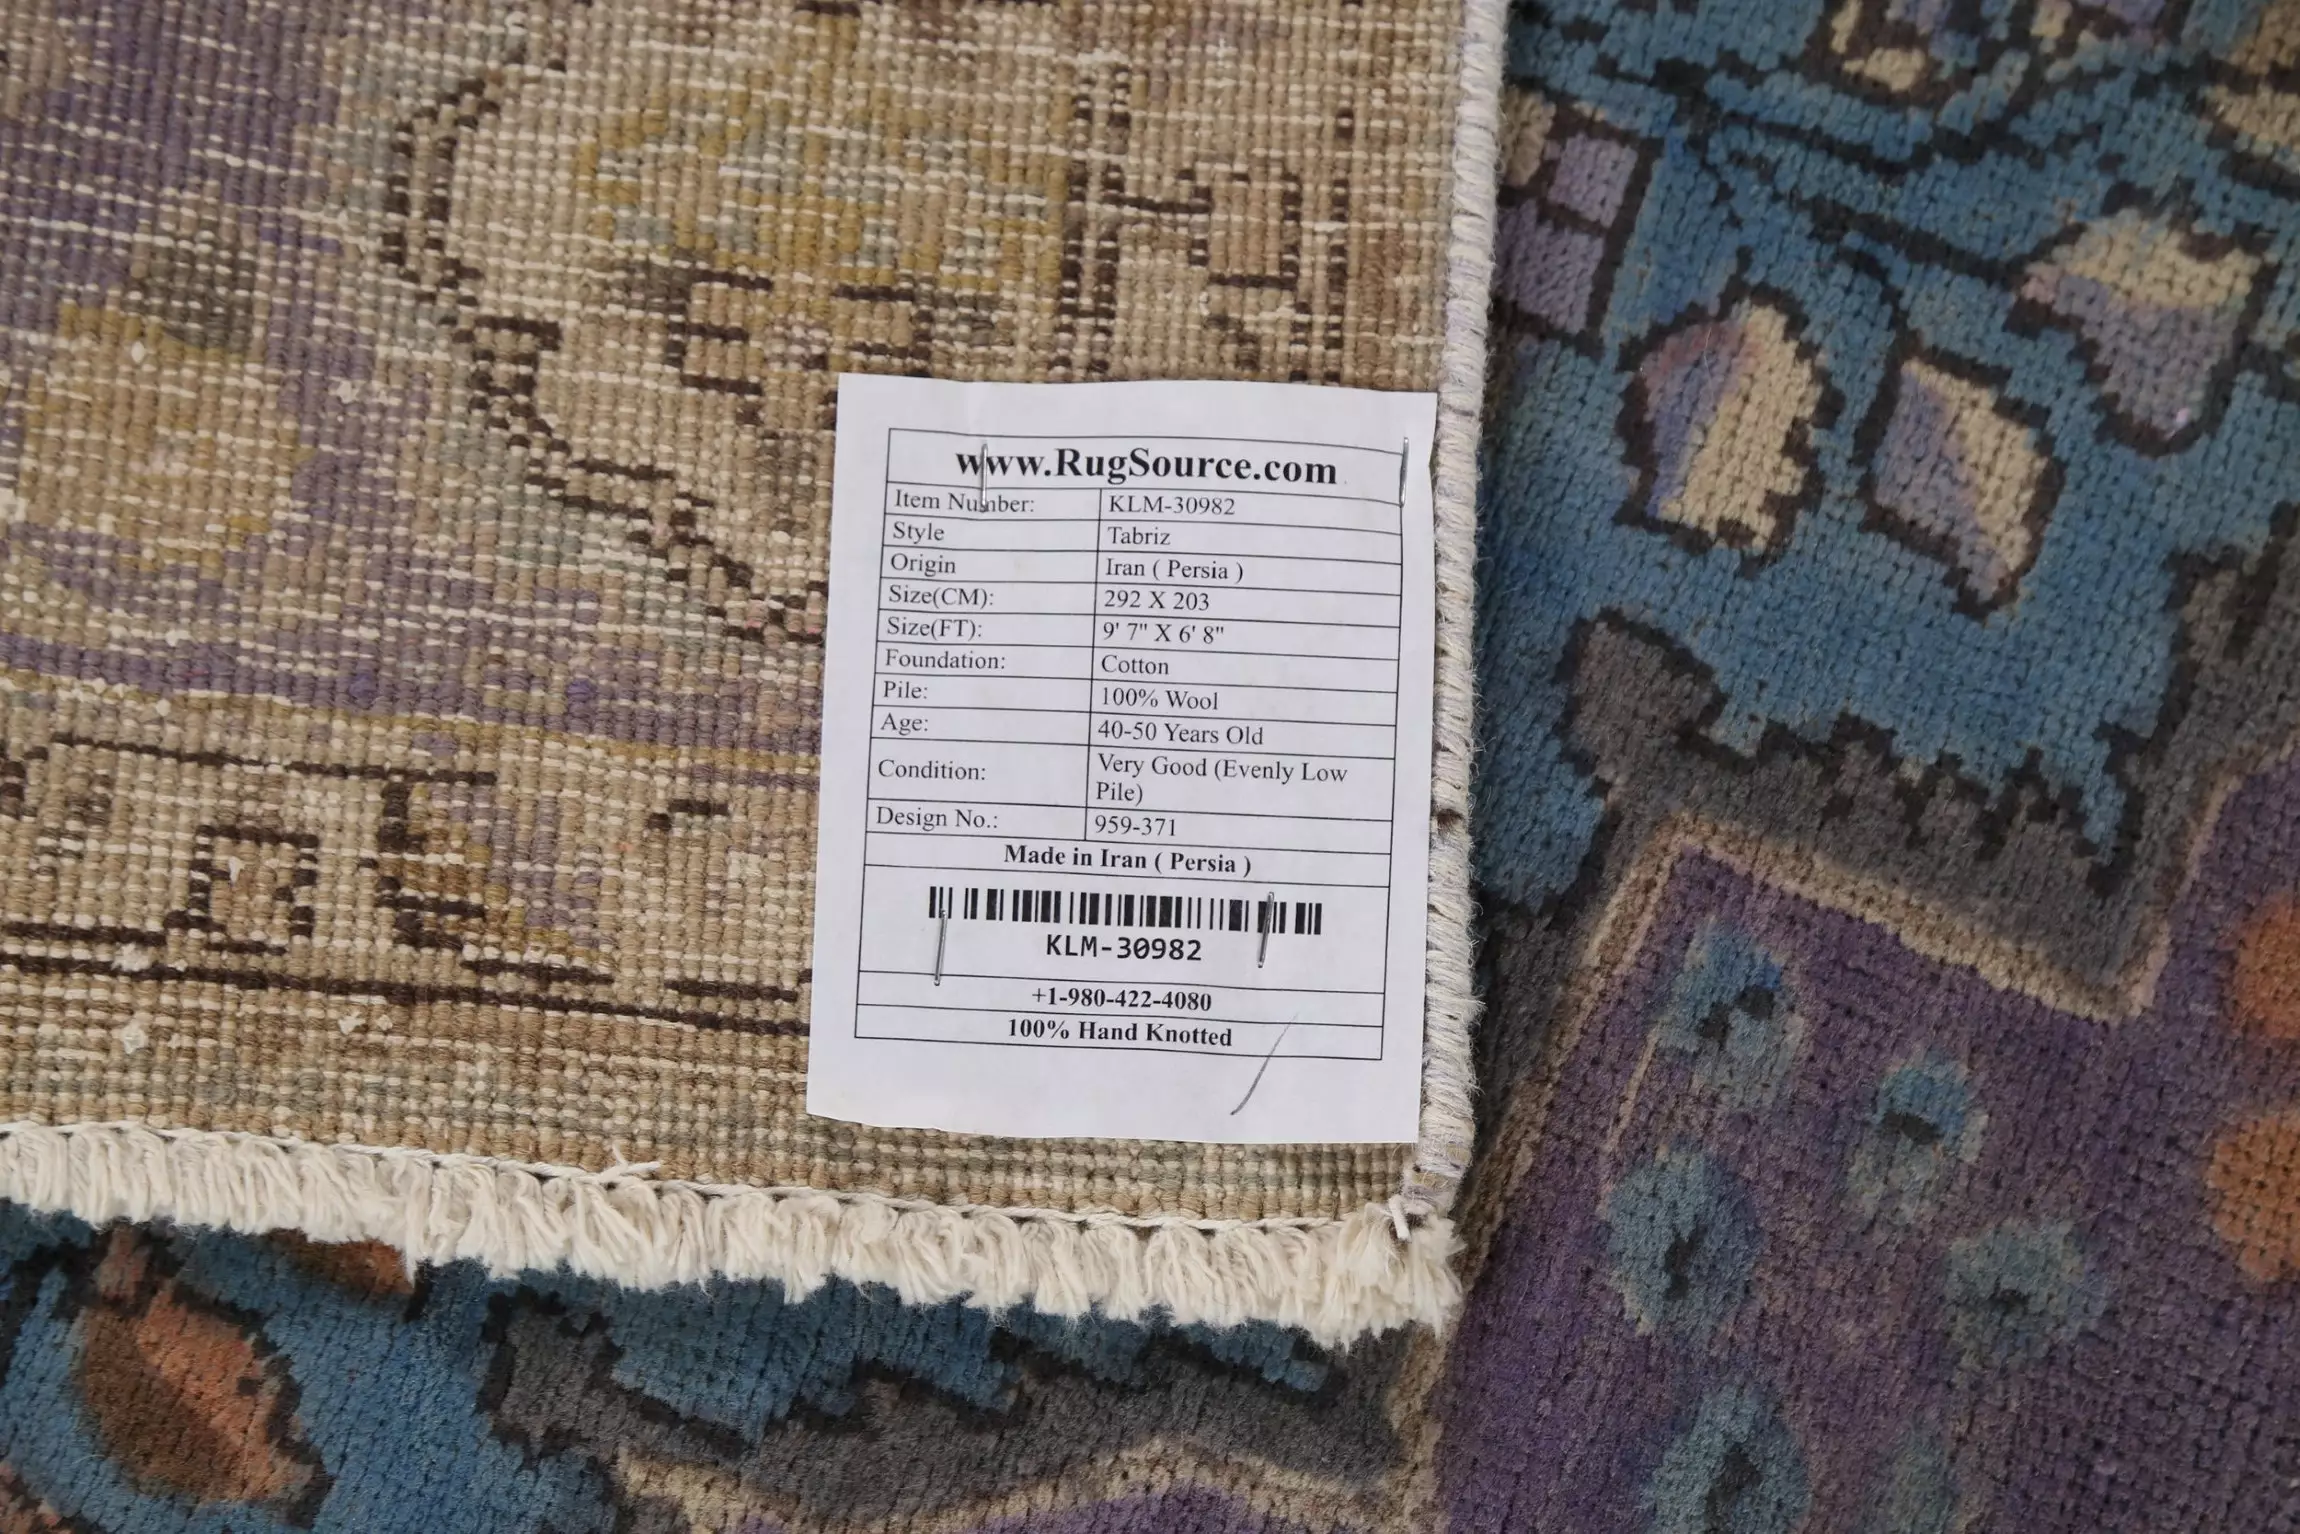 www.RugSource.com
Item Number: KLM-30982
Style Tabriz
Origin Iran ( Persia )
Size(CM): 292 X 203
Size(FT): 9' 7" X 6' 8"
Foundation: Cotton
Pile: 100% Wool
Age: 40-50 Years Old
Condition: Very Good (Evenly Low
Pile)
Design No.: 959-371
Made in Iran ( Persia )
KLM-30982
+1-980-422-4080
100% Hand Knotted